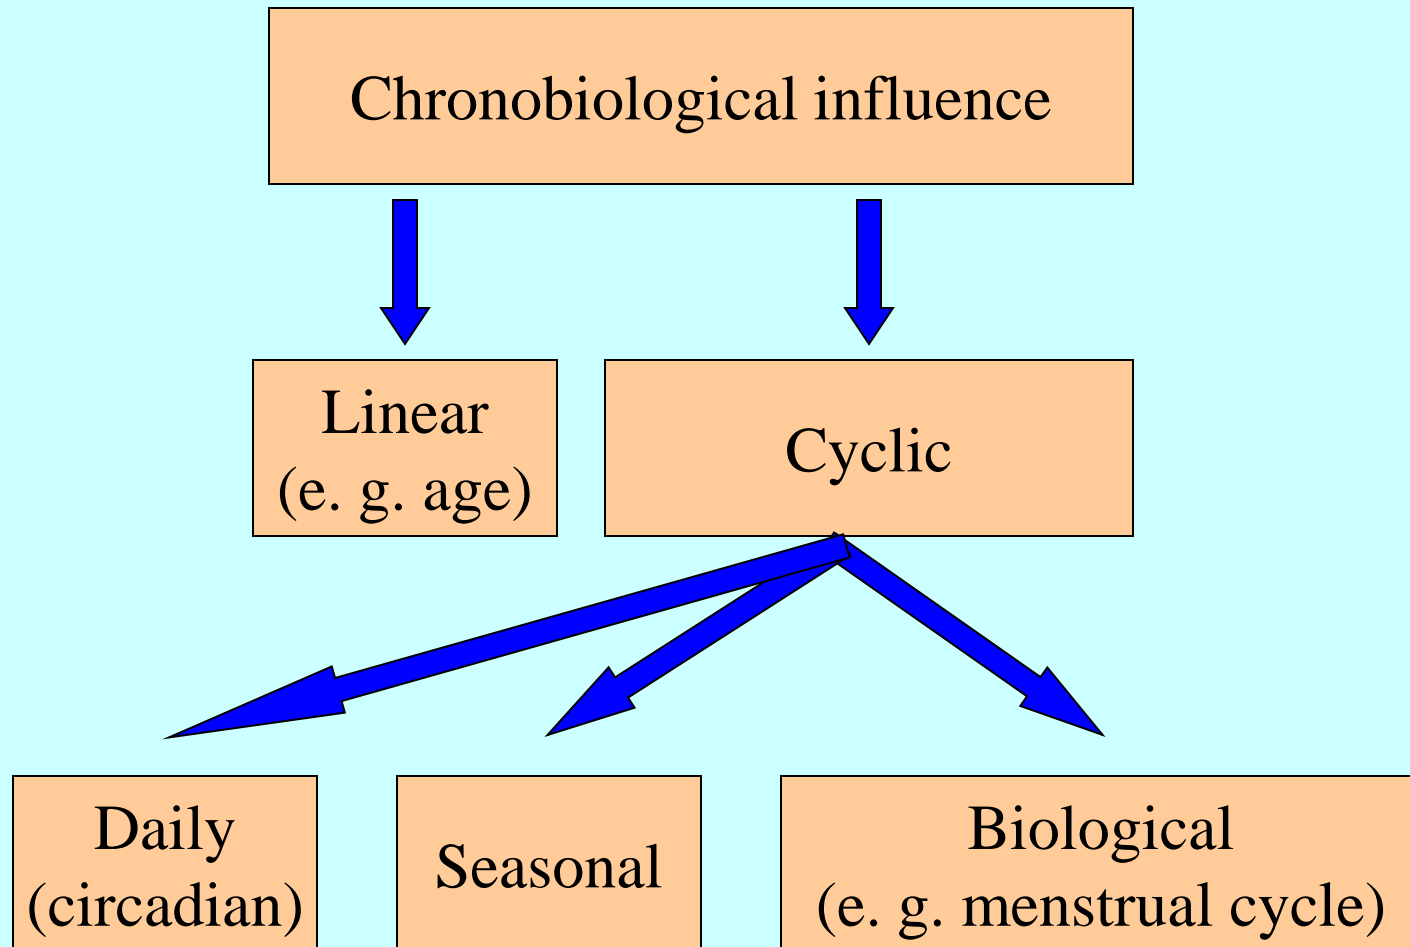 Chronobiological influence
Linear
(e. g. age)
Cyclic
Daily
(circadian)
Seasonal
Biological
(e. g. menstrual cycle)